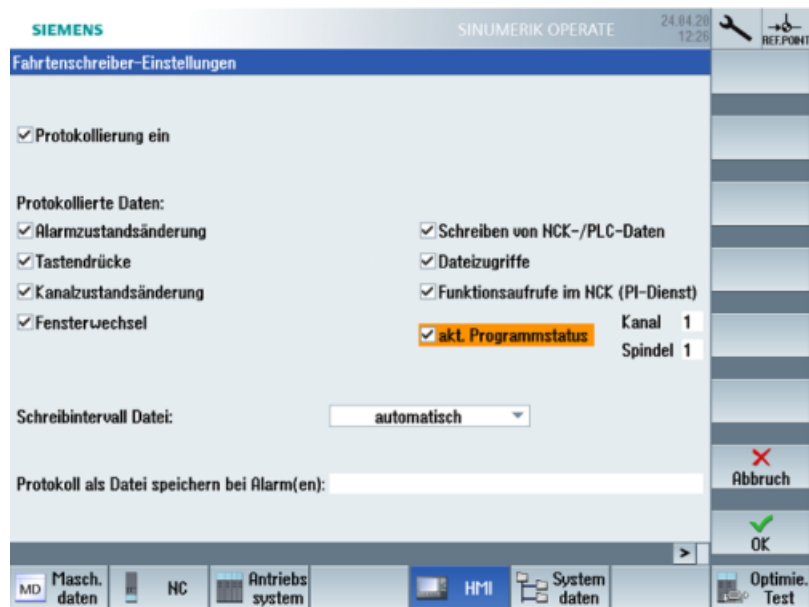 SIEMENS
SINUMERIK OPERATE
24.04.20
12:26
REF.POINT
Fahrtenschreiber-Einstellungen
Protokollierung ein
Protokollierte Daten:
Alarmzustandsänderung
Schreiben von NCK-/PLC-Daten
Tastendrücke
Dateizugriffe
Kanalzustandsänderung
Funktionsaufrufe im NCK (PI-Dienst)
Fensterwechsel
akt. Programmstatus
Kanal 1
Spindel 1
Schreibintervall Datei: automatisch
Protokoll als Datei speichern bei Alarm(en):
Abbruch
OK
>
MD Masch. daten
NC
Antriebs system
HMI
System daten
Optimie. Test